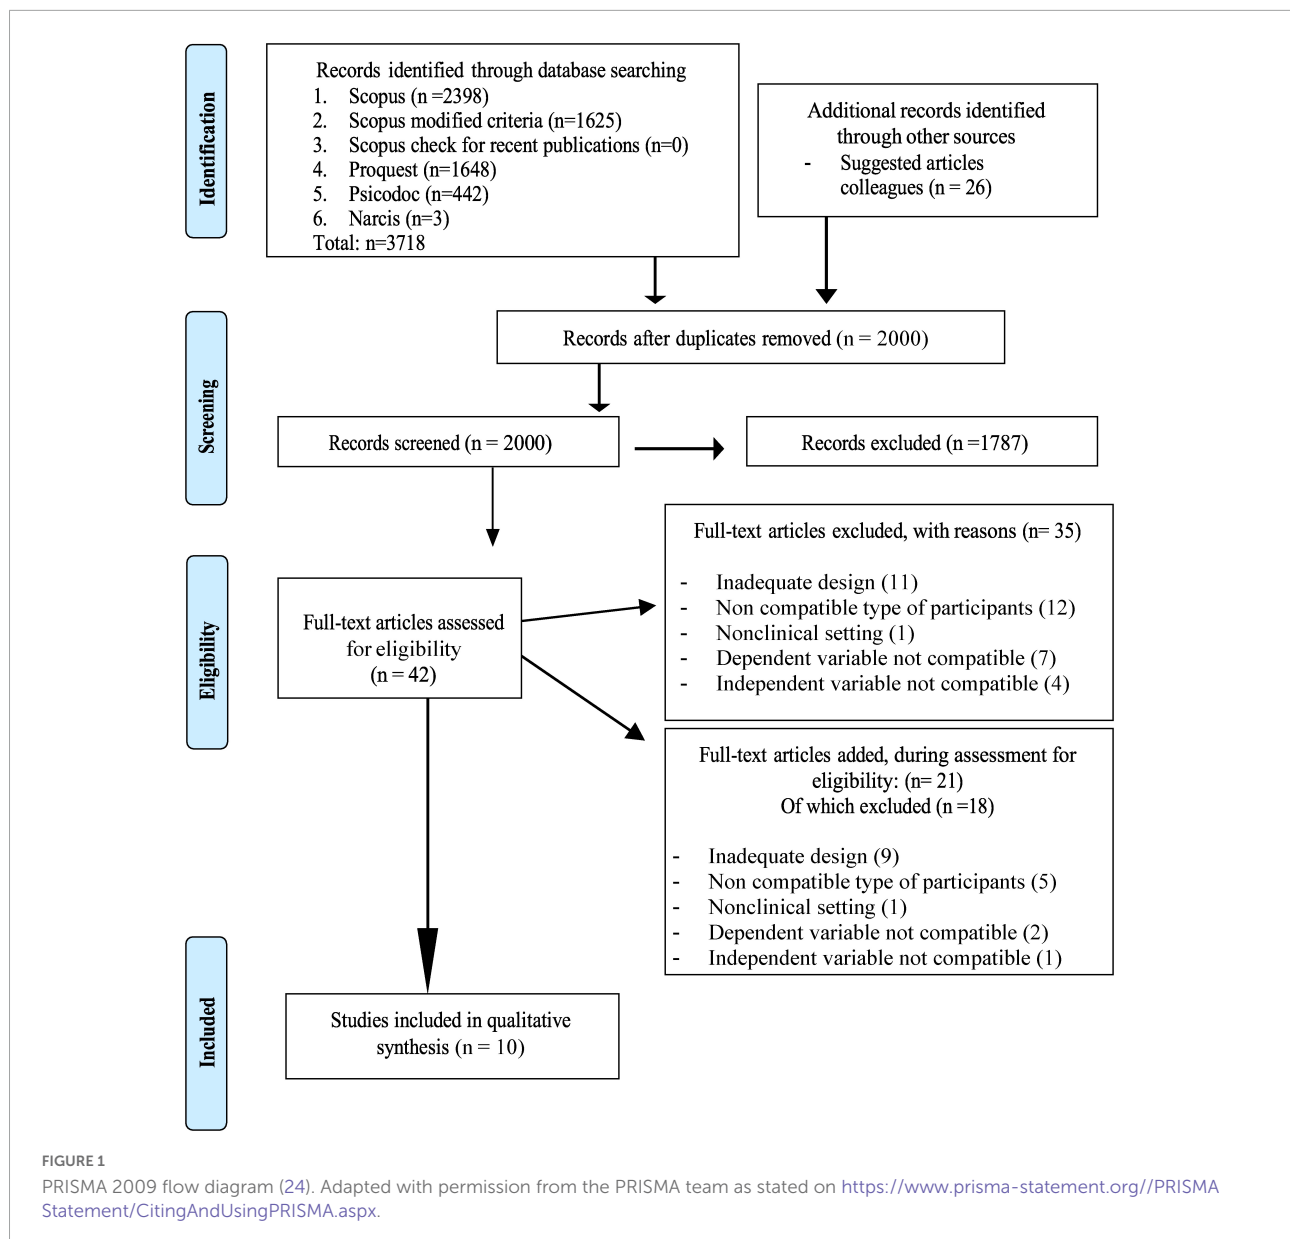 Identification
Records identified through database searching
1. Scopus (n =2398)
2. Scopus modified criteria (n=1625)
3. Scopus check for recent publications (n=0)
4. Proquest (n=1648)
5. Psicodoc (n=442)
6. Narcis (n=3)
Total: n=3718
Additional records identified
through other sources
- Suggested articles
colleagues (n = 26)
Screening
Records after duplicates removed (n = 2000)
Records screened (n = 2000)
Records excluded (n =1787)
Eligibility
Full-text articles assessed
for eligibility
(n = 42)
Full-text articles excluded, with reasons (n= 35)
- Inadequate design (11)
- Non compatible type of participants (12)
- Nonclinical setting (1)
- Dependent variable not compatible (7)
- Independent variable not compatible (4)
Full-text articles added, during assessment for
eligibility: (n= 21)
Of which excluded (n =18)
- Inadequate design (9)
- Non compatible type of participants (5)
- Nonclinical setting (1)
- Dependent variable not compatible (2)
- Independent variable not compatible (1)
Included
Studies included in qualitative
synthesis (n = 10)
FIGURE 1
PRISMA 2009 flow diagram (24). Adapted with permission from the PRISMA team as stated on https://www.prisma-statement.org//PRISMA
Statement/CitingAndUsingPRISMA.aspx.